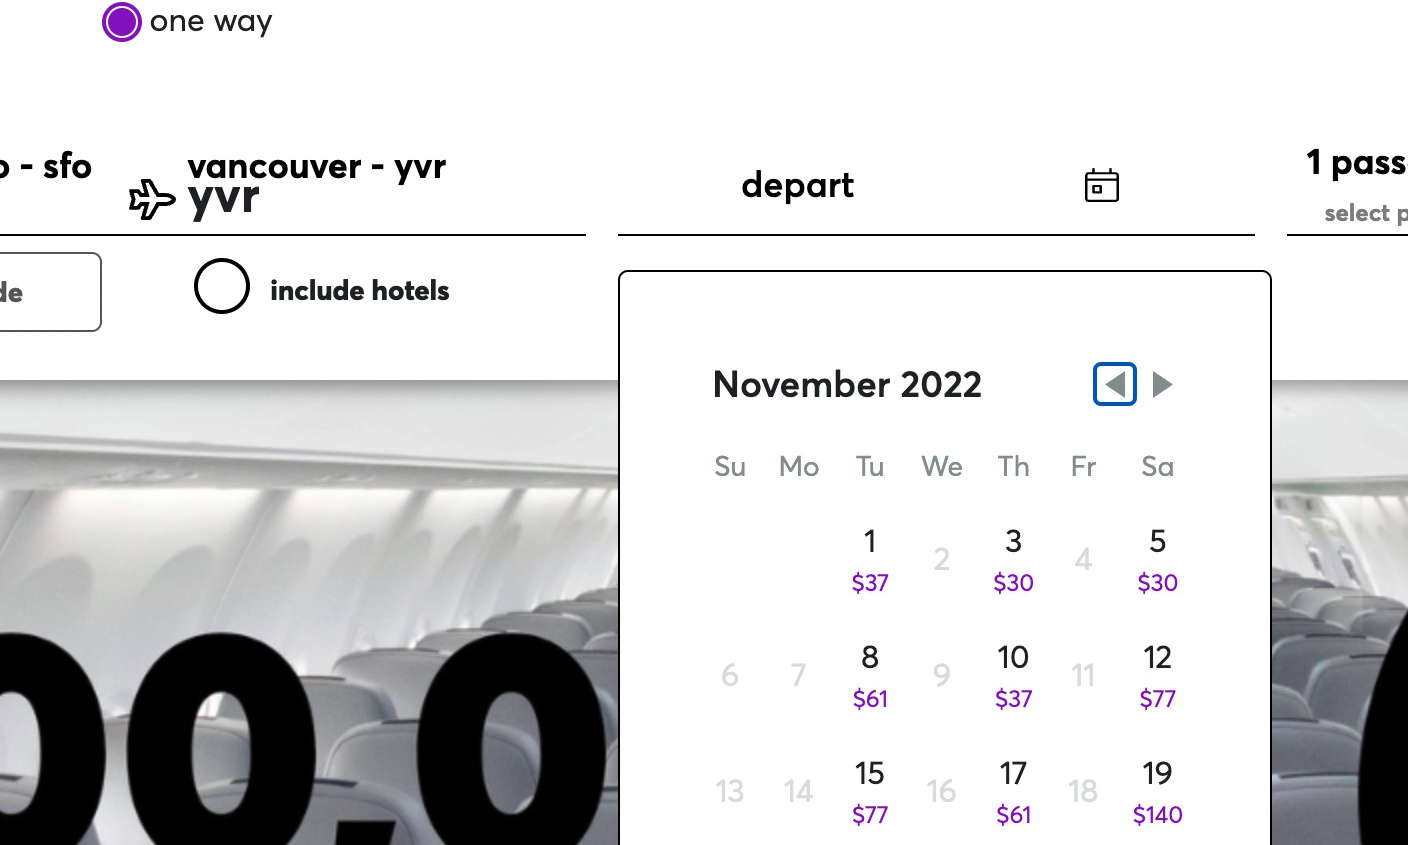 one way
- sfo
vancouver - yvr
yvr
depart
1 pass
select
include hotels
November 2022
Su Mo Tu We Th Fr Sa
1 2 3 4 5
$37 $30 $30
6 7 8 9 10 11 12
$61 $37 $77
13 14 15 16 17 18 19
$77 $61 $140
00,0